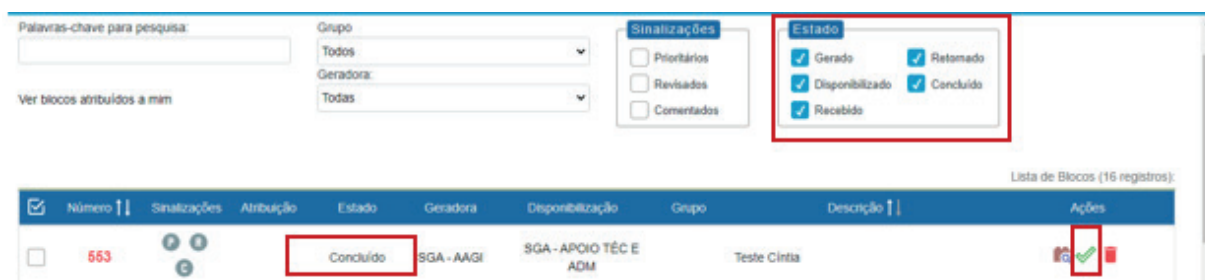 Palavras-chave para pesquisa:
Grupo
Todos
Geradora:
Todas
Ver blocos atribuídos a mim
Sinalizações
Prioritários
Revisados
Comentados
Estado
Gerado
Retornado
Disponibilizado
Concluído
Recebido
Lista de Blocos (16 registros):
Número Sinalizações Atribuição Estado Geradora Disponibilização Grupo Descrição Ações
553 P R C Concluído SGA - AAGI SGA - APOIO TÉC E Teste Cíntia
ADM